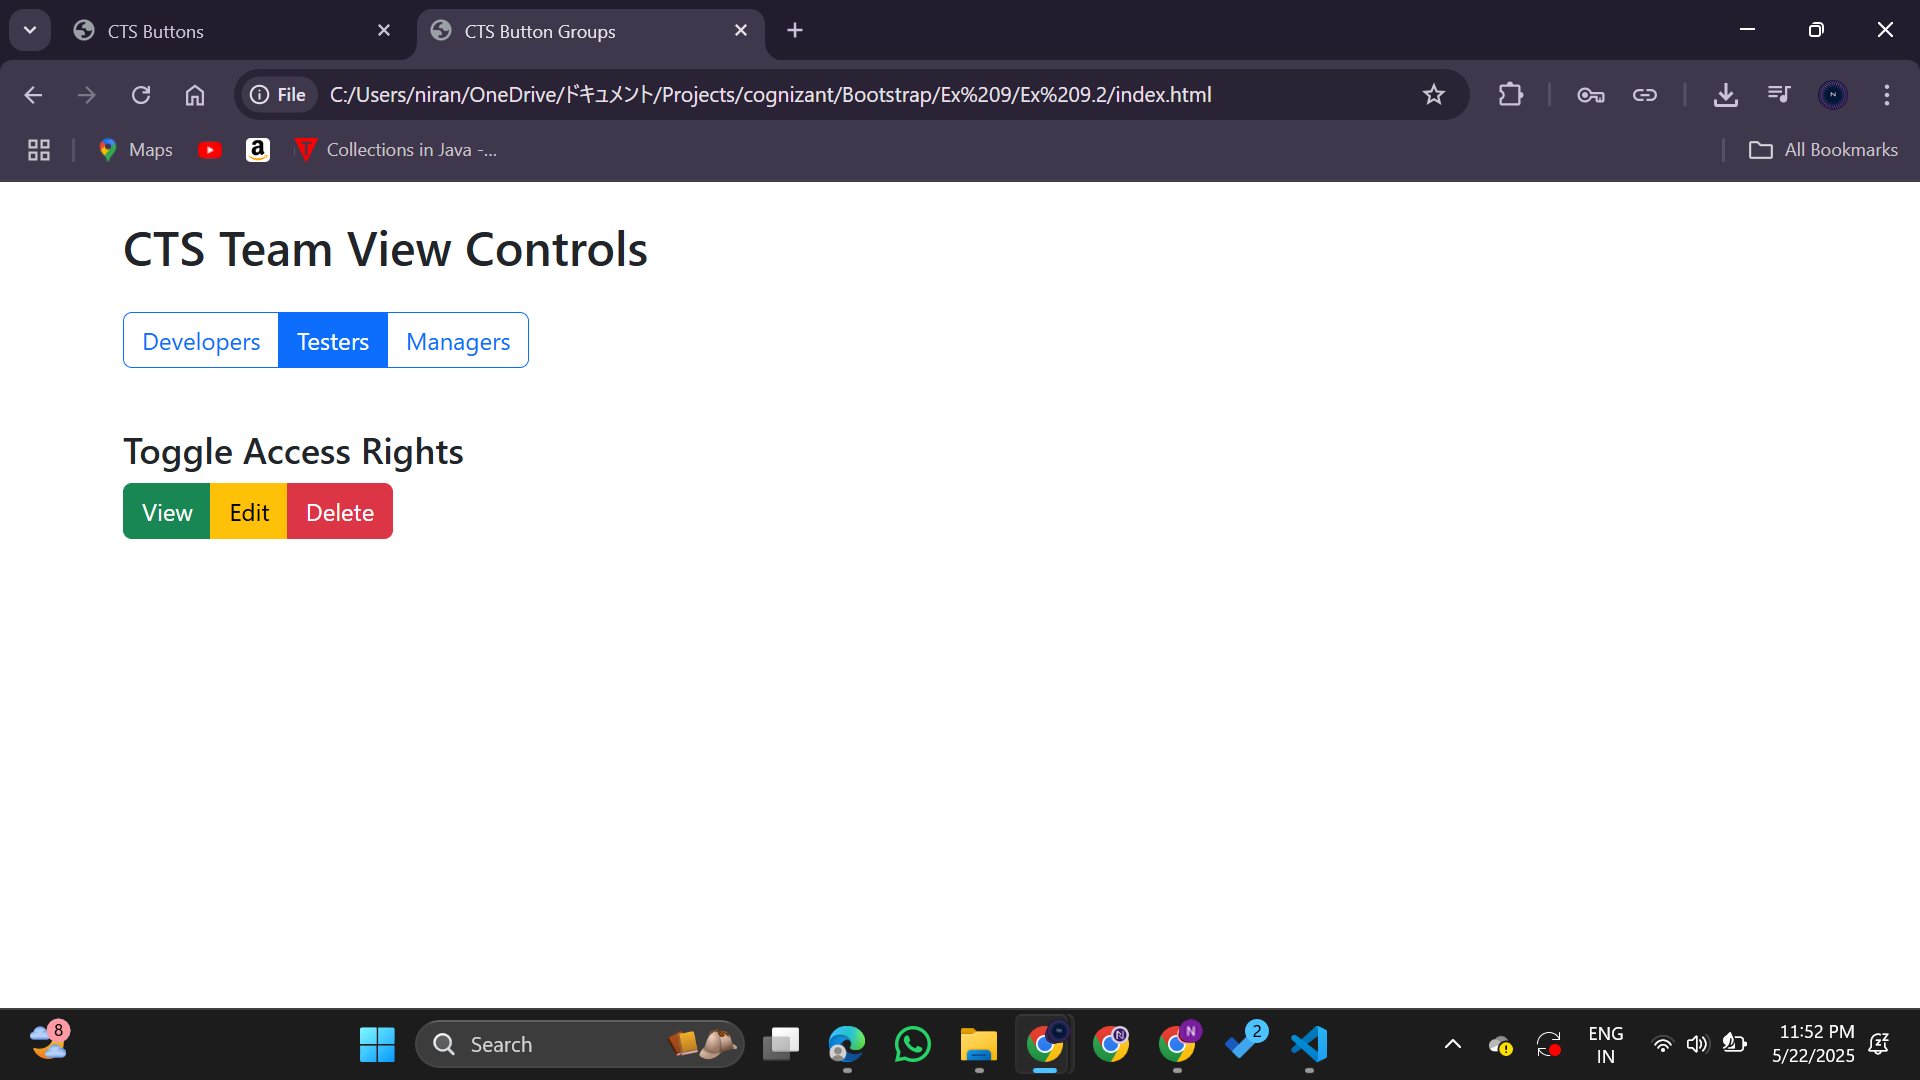 CTS Buttons
CTS Button Groups
File
C:/Users/niran/OneDrive/ドキュメント/Projects/cognizant/Bootstrap/Ex%209/Ex%209.2/index.html
N
Maps
a
T
Collections in Java -...
All Bookmarks
CTS Team View Controls
Developers Testers Managers
Toggle Access Rights
View Edit Delete
8
Search
N
N
2
ENG
IN
11:52 PM
5/22/2025